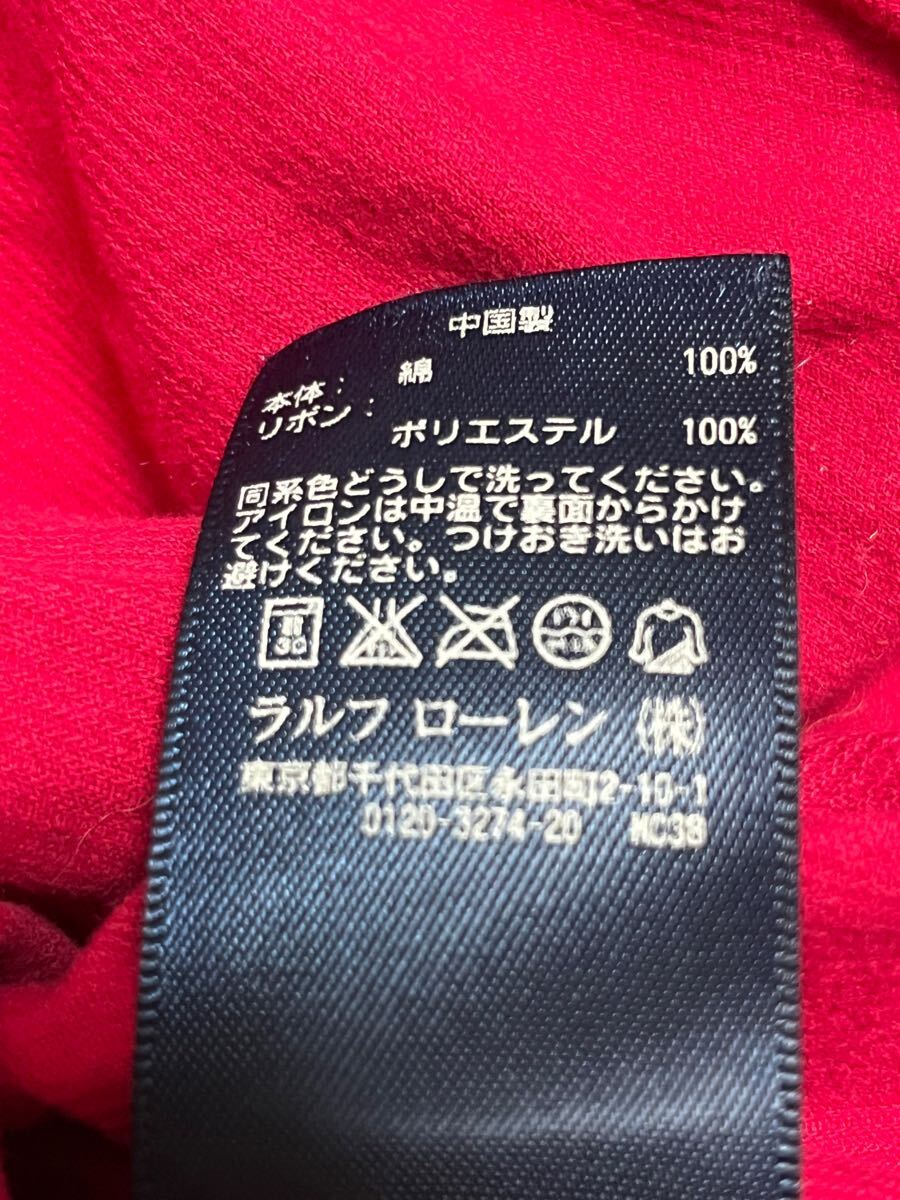 中国製
本体: 綿 100%
リボン: ポリエステル 100%
同系色どうしで洗ってください。
アイロンは中温で裏面からかけ
てください。つけおき洗いはお
避けください。
30
ラルフ ローレン (株)
東京都千代田区永田町2-10-1
0120-3274-20 MC38